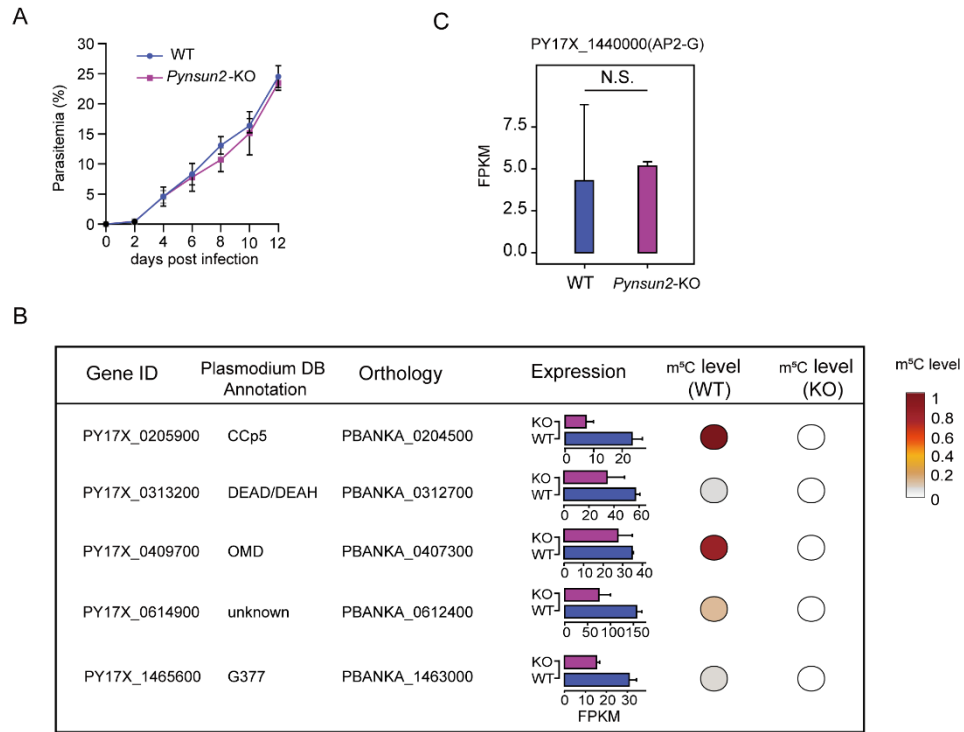 A
30
25
20
15
10
5
0
Parasitemia (%)
WT
Pynsun2-KO
0 2 4 6 8 10 12
days post infection
C
PY17X_1440000(AP2-G)
N.S.
7.5
5.0
2.5
0.0
FPKM
WT Pynsun2-KO
B
Gene ID Plasmodium DB Annotation Orthology Expression m⁵C level (WT) m⁵C level (KO)
PY17X_0205900 CCp5 PBANKA_0204500
KO
WT
0 10 20
PY17X_0313200 DEAD/DEAH PBANKA_0312700
KO
WT
0 20 40 60
PY17X_0409700 OMD PBANKA_0407300
KO
WT
0 10 20 30 40
PY17X_0614900 unknown PBANKA_0612400
KO
WT
0 50 100 150
PY17X_1465600 G377 PBANKA_1463000
KO
WT
0 10 20 30
FPKM
m⁵C level
1
0.8
0.6
0.4
0.2
0